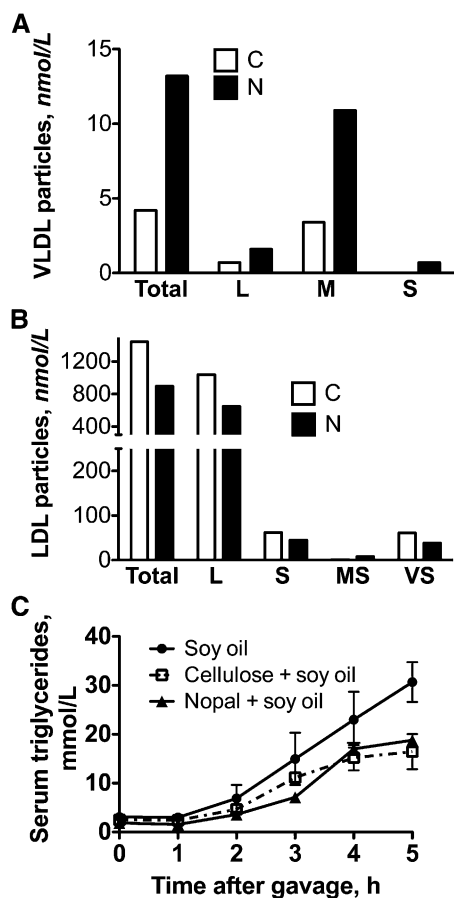 A
VLDL particles, nmol/L
15
10
5
0
C
N
Total L M S
B
LDL particles, nmol/L
1200
800
400
200
100
0
C
N
Total L S MS VS
C
Serum triglycerides,
mmol/L
40
30
20
10
0
Soy oil
Cellulose + soy oil
Nopal + soy oil
0 1 2 3 4 5
Time after gavage, h